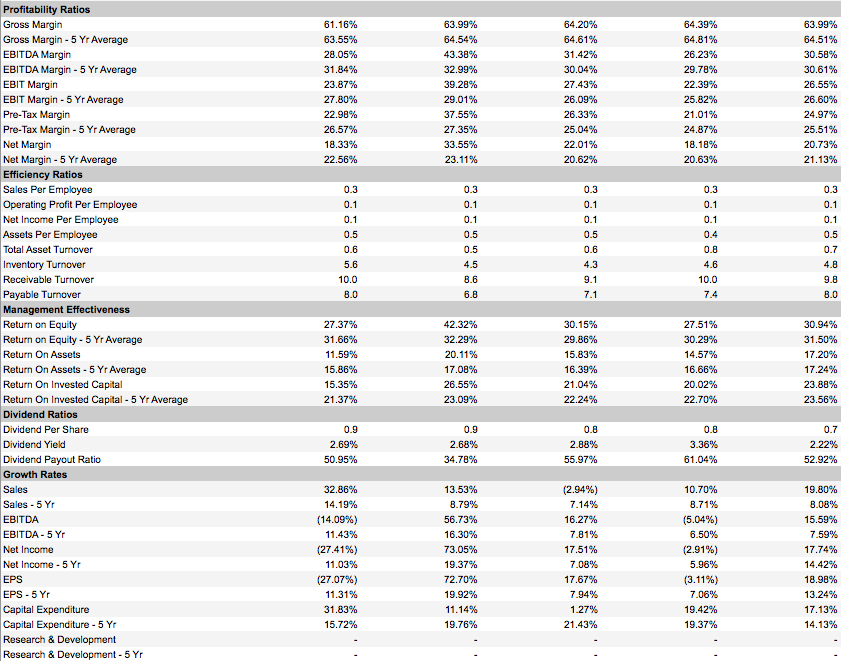 Profitability Ratios
Gross Margin 61.16% 63.99% 64.20% 64.39% 63.99%
Gross Margin - 5 Yr Average 63.55% 64.54% 64.61% 64.81% 64.51%
EBITDA Margin 28.05% 43.38% 31.42% 26.23% 30.58%
EBITDA Margin - 5 Yr Average 31.84% 32.99% 30.04% 29.78% 30.61%
EBIT Margin 23.87% 39.28% 27.43% 22.39% 26.55%
EBIT Margin - 5 Yr Average 27.80% 29.01% 26.09% 25.82% 26.60%
Pre-Tax Margin 22.98% 37.55% 26.33% 21.01% 24.97%
Pre-Tax Margin - 5 Yr Average 26.57% 27.35% 25.04% 24.87% 25.51%
Net Margin 18.33% 33.55% 22.01% 18.18% 20.73%
Net Margin - 5 Yr Average 22.56% 23.11% 20.62% 20.63% 21.13%
Efficiency Ratios
Sales Per Employee 0.3 0.3 0.3 0.3 0.3
Operating Profit Per Employee 0.1 0.1 0.1 0.1 0.1
Net Income Per Employee 0.1 0.1 0.1 0.1 0.1
Assets Per Employee 0.5 0.5 0.5 0.4 0.5
Total Asset Turnover 0.6 0.5 0.6 0.8 0.7
Inventory Turnover 5.6 4.5 4.3 4.6 4.8
Receivable Turnover 10.0 8.6 9.1 10.0 9.8
Payable Turnover 8.0 6.8 7.1 7.4 8.0
Management Effectiveness
Return on Equity 27.37% 42.32% 30.15% 27.51% 30.94%
Return on Equity - 5 Yr Average 31.66% 32.29% 29.86% 30.29% 31.50%
Return On Assets 11.59% 20.11% 15.83% 14.57% 17.20%
Return On Assets - 5 Yr Average 15.86% 17.08% 16.39% 16.66% 17.24%
Return On Invested Capital 15.35% 26.55% 21.04% 20.02% 23.88%
Return On Invested Capital - 5 Yr Average 21.37% 23.09% 22.24% 22.70% 23.56%
Dividend Ratios
Dividend Per Share 0.9 0.9 0.8 0.8 0.7
Dividend Yield 2.69% 2.68% 2.88% 3.36% 2.22%
Dividend Payout Ratio 50.95% 34.78% 55.97% 61.04% 52.92%
Growth Rates
Sales 32.86% 13.53% (2.94%) 10.70% 19.80%
Sales - 5 Yr 14.19% 8.79% 7.14% 8.71% 8.08%
EBITDA (14.09%) 56.73% 16.27% (5.04%) 15.59%
EBITDA - 5 Yr 11.43% 16.30% 7.81% 6.50% 7.59%
Net Income (27.41%) 73.05% 17.51% (2.91%) 17.74%
Net Income - 5 Yr 11.03% 19.37% 7.08% 5.96% 14.42%
EPS (27.07%) 72.70% 17.67% (3.11%) 18.98%
EPS - 5 Yr 11.31% 19.92% 7.94% 7.06% 13.24%
Capital Expenditure 31.83% 11.14% 1.27% 19.42% 17.13%
Capital Expenditure - 5 Yr 15.72% 19.76% 21.43% 19.37% 14.13%
Research & Development - - - - -
Research & Development - 5 Yr - - - - -